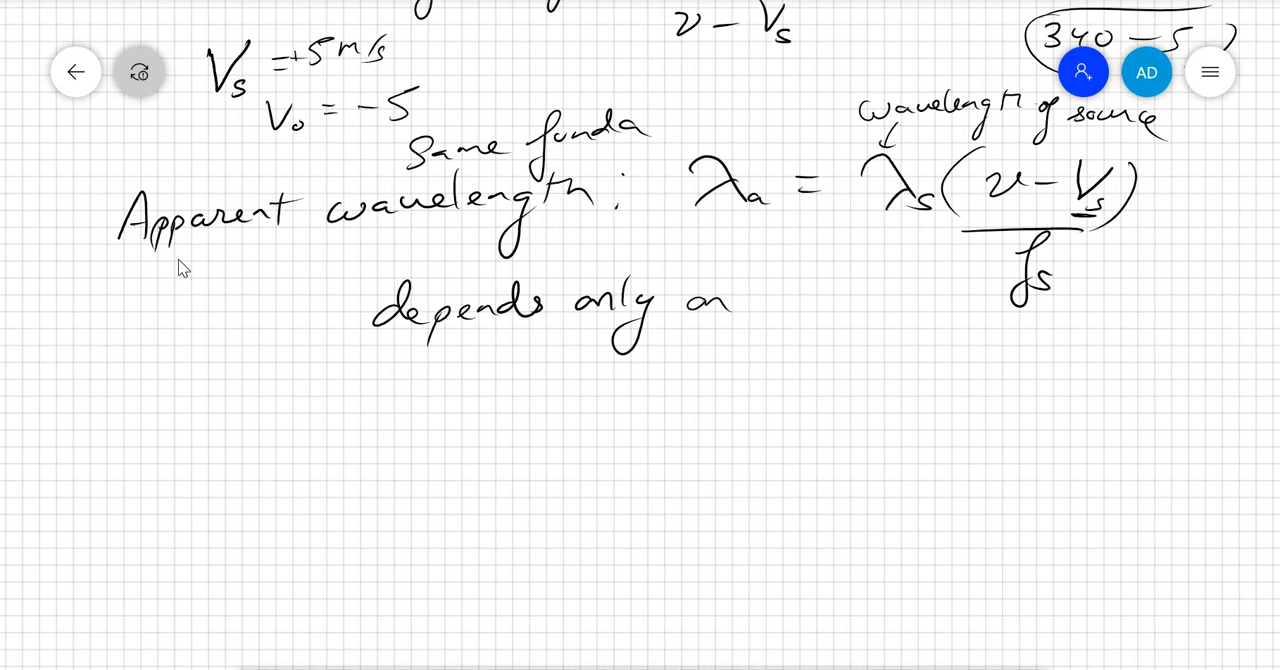 v - Vs
340 - 5
Vs = +5 m/s
AD
Vo = -5
wavelength of source
Same funda
Apparent wavelength : λa = λs (v - Vs) / fs
depends only on